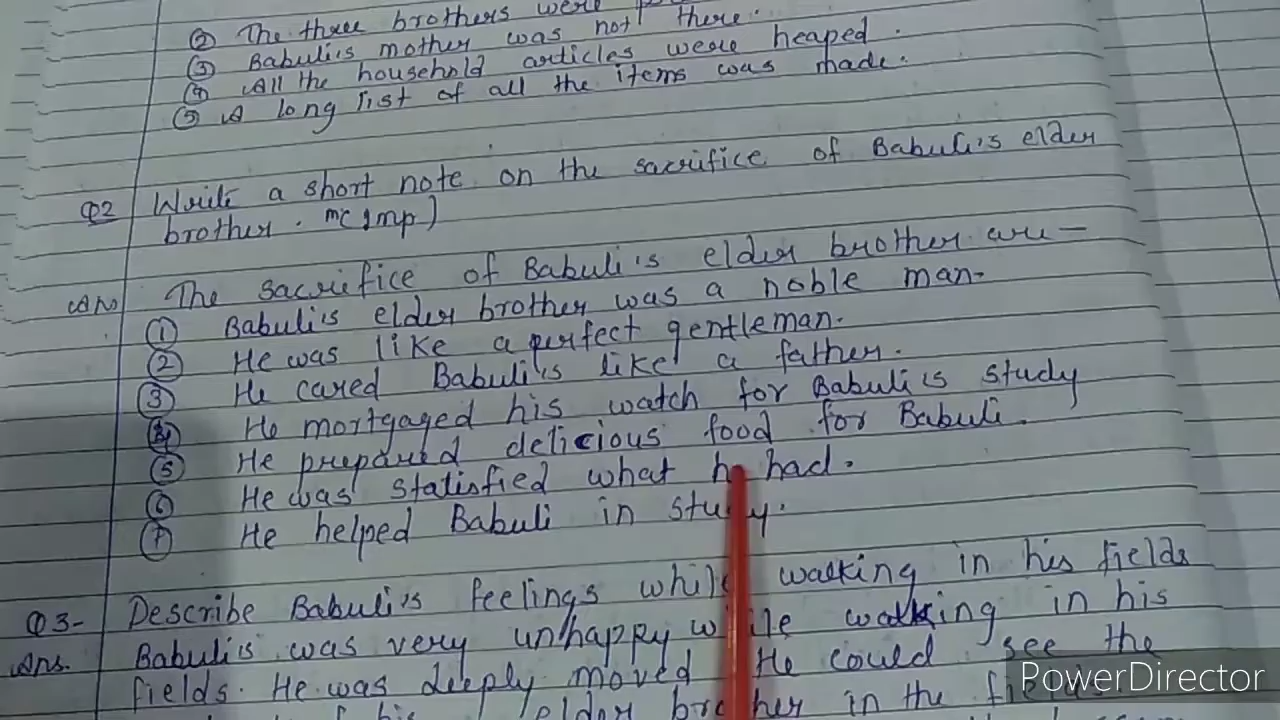 ② The three brothers were
③ Babuli's mother was not there.
④ All the household articles were heaped.
⑤ A long list of all the items was made.
Q2 Write a short note on the sacrifice of Babuli's elder
brother. mcimp)
Ans The sacrifice of Babuli's elder brother are—
① Babuli's elder brother was a noble man.
② He was like a perfect gentleman.
③ He cared Babuli's like a father.
④ He mortgaged his watch for Babuli's study
⑤ He prepared delicious food for Babuli.
⑥ He was statisfied what h had.
⑦ He helped Babuli in study.
Q3- Describe Babuli's feelings while walking in his fields
Ans. Babuli's was very unhappy while walking in his
fields. He was deeply moved He could see the
elder brother in the fields.
PowerDirector